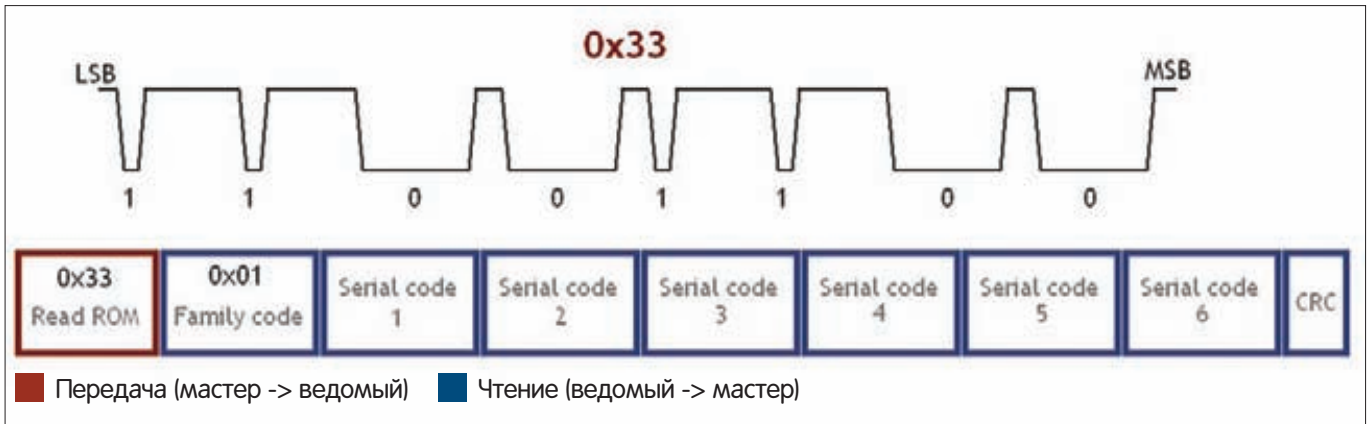 0x33
LSB MSB
1 1 0 0 1 1 0 0
0x33 Read ROM
0x01 Family code
Serial code 1
Serial code 2
Serial code 3
Serial code 4
Serial code 5
Serial code 6
CRC
Передача (мастер -> ведомый) Чтение (ведомый -> мастер)